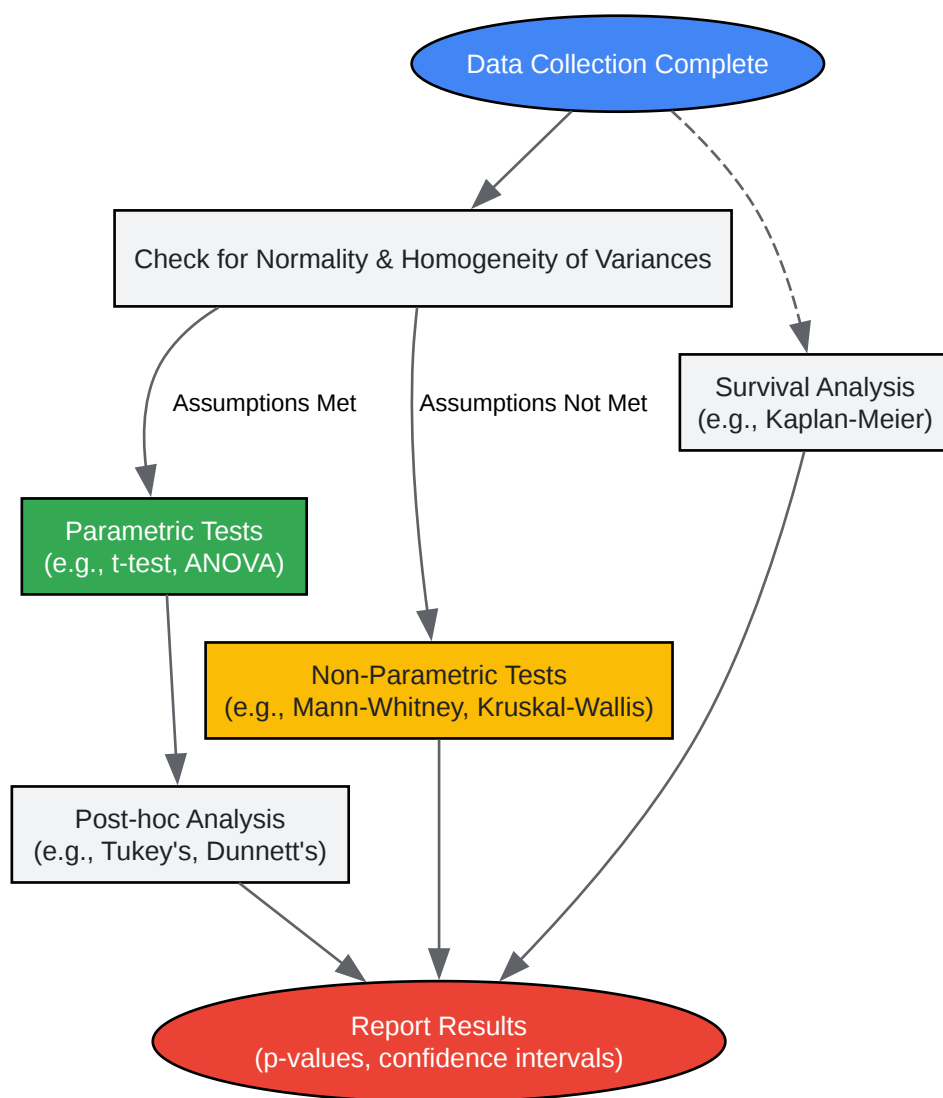 Data Collection Complete
Check for Normality & Homogeneity of Variances
Assumptions Met
Assumptions Not Met
Survival Analysis
(e.g., Kaplan-Meier)
Parametric Tests
(e.g., t-test, ANOVA)
Non-Parametric Tests
(e.g., Mann-Whitney, Kruskal-Wallis)
Post-hoc Analysis
(e.g., Tukey's, Dunnett's)
Report Results
(p-values, confidence intervals)